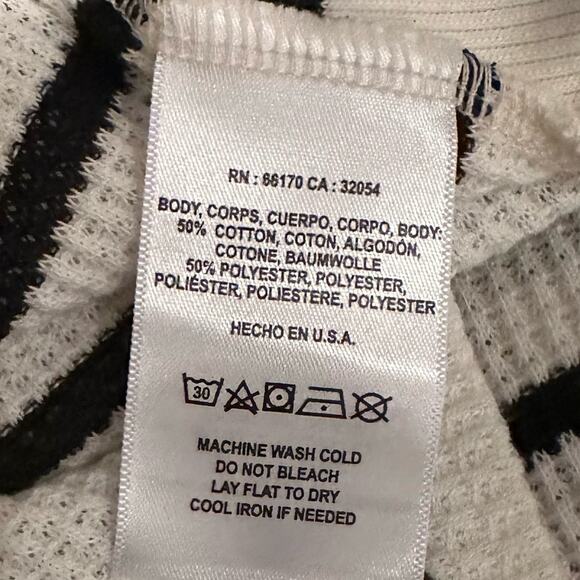 RN : 86170 CA : 32054
BODY, CORPS, CUERPO, CORPO, BODY:
50% COTTON, COTON, ALGODÓN,
COTONE, BAUMWOLLE
50% POLYESTER, POLYESTER,
POLIÉSTER, POLIESTERE, POLYESTER
HECHO EN U.S.A.
30
MACHINE WASH COLD
DO NOT BLEACH
LAY FLAT TO DRY
COOL IRON IF NEEDED